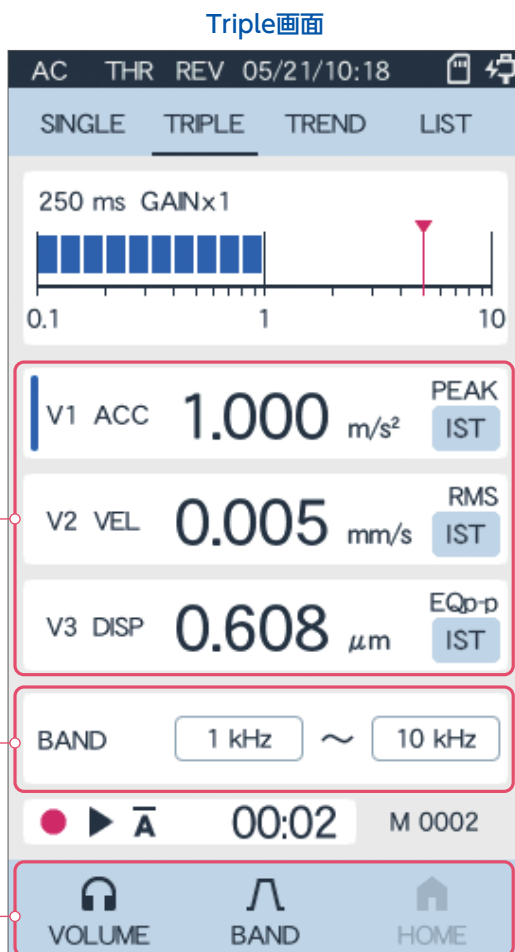 Triple画面
AC THR REV 05/21/10:18
SINGLE TRIPLE TREND LIST
250 ms GAIN×1
0.1 1 10
V1 ACC 1.000 m/s² PEAK
IST
V2 VEL 0.005 mm/s RMS
IST
V3 DISP 0.608 μm EQp-p
IST
BAND 1 kHz ～ 10 kHz
A 00:02 M 0002
VOLUME BAND HOME